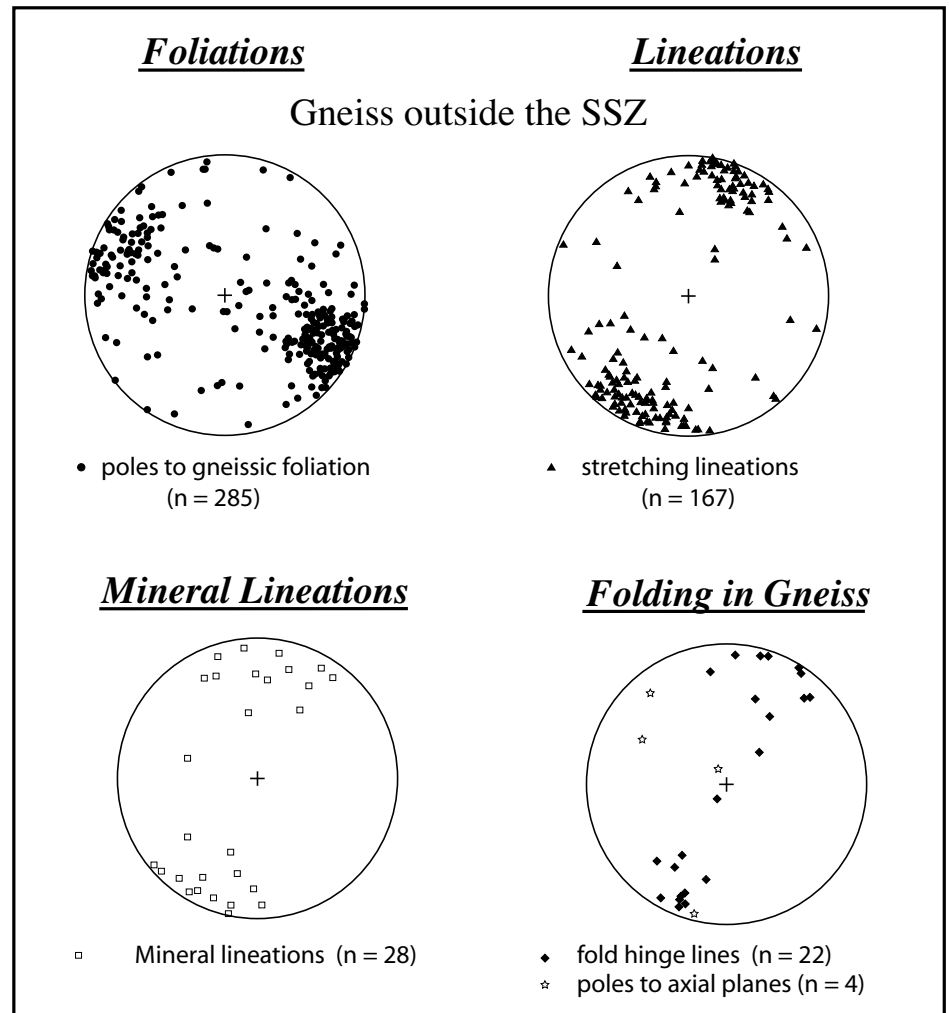 Foliations
Lineations
Gneiss outside the SSZ
poles to gneissic foliation
(n = 285)
stretching lineations
(n = 167)
Mineral Lineations
Folding in Gneiss
Mineral lineations (n = 28)
fold hinge lines (n = 22)
poles to axial planes (n = 4)